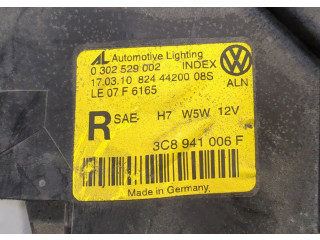 AL Automotive Lighting
0 302 529 002 INDEX
17.03.10 824 44200 08S
LE 07 F 6165 ALN
R SAE- H7 W5W 12V
3C8 941 006 F
Made in Germany